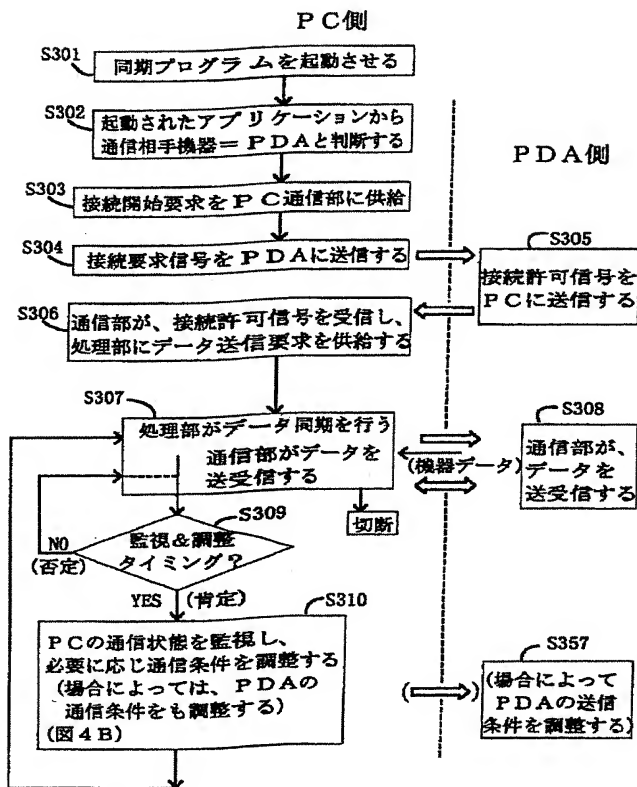 PC側
S301
同期プログラムを起動させる
S302
起動されたアプリケーションから
通信相手機器=PDAと判断する
PDA側
S303
接続開始要求をPC通信部に供給
S304
接続要求信号をPDAに送信する
S305
接続許可信号を
PCに送信する
S306
通信部が、接続許可信号を受信し、
処理部にデータ送信要求を供給する
S307
処理部がデータ同期を行う
通信部がデータを
送受信する
(機器データ)
S308
通信部が、
データを
送受信する
切断
S309
監視&調整
タイミング?
NO
(否定)
YES (肯定)
S310
PCの通信状態を監視し、
必要に応じ通信条件を調整する
(場合によっては、PDAの
通信条件をも調整する)
(図4B)
S357
( )
(場合によって
PDAの送信
条件を調整する)